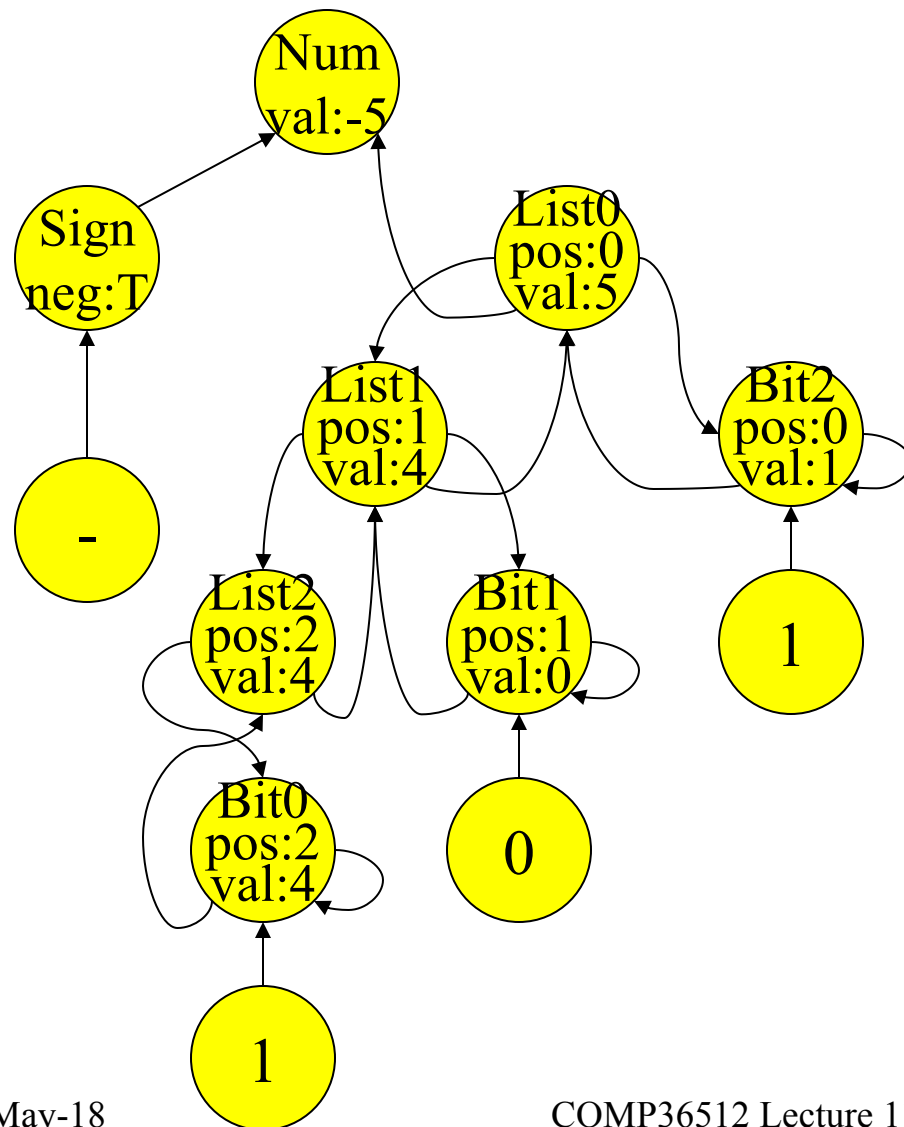 Num
val:-5
Sign
neg:T
List0
pos:0
val:5
List1
pos:1
val:4
Bit2
pos:0
val:1
-
List2
pos:2
val:4
Bit1
pos:1
val:0
1
Bit0
pos:2
val:4
0
1
May-18
COMP36512 Lecture 1